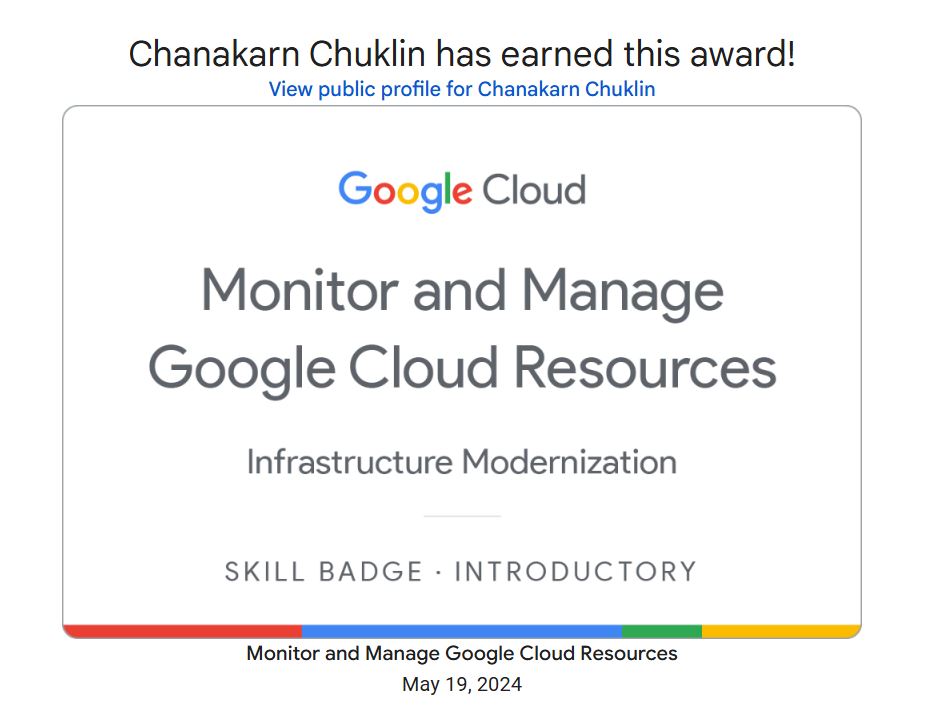 Chanakarn Chuklin has earned this award!
View public profile for Chanakarn Chuklin
Google Cloud
Monitor and Manage
Google Cloud Resources
Infrastructure Modernization
SKILL BADGE · INTRODUCTORY
Monitor and Manage Google Cloud Resources
May 19, 2024